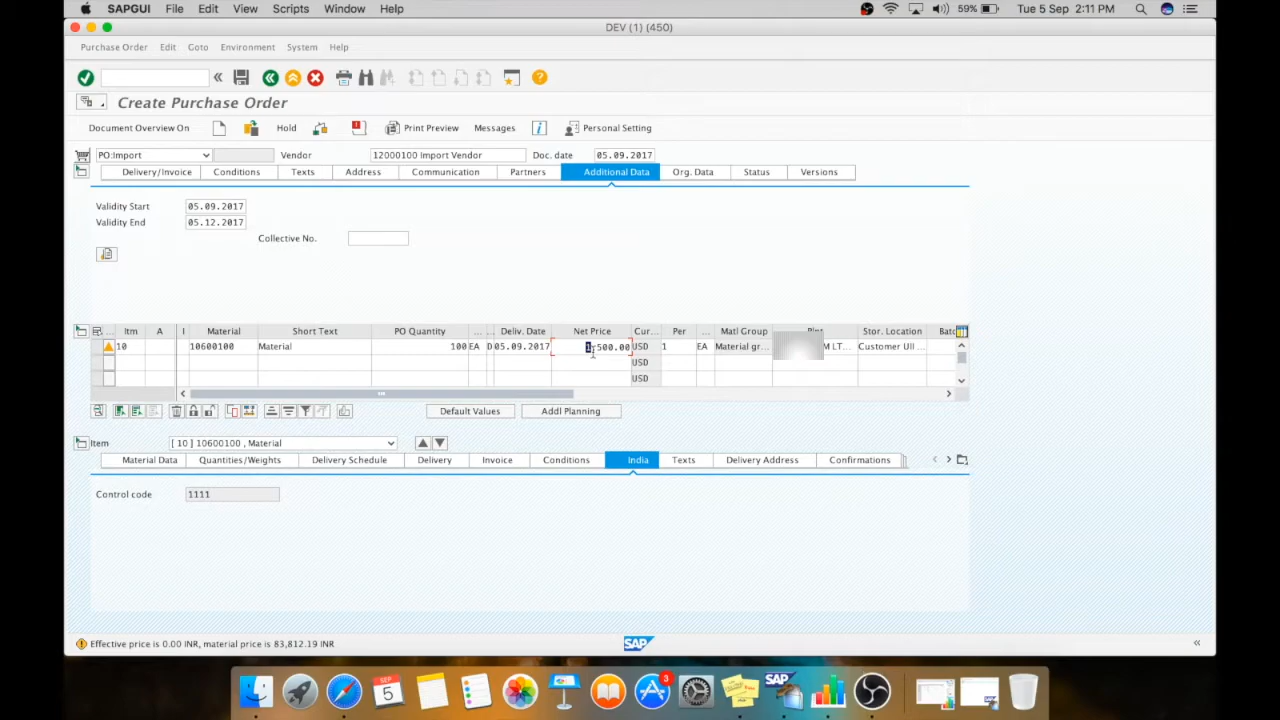 SAPGUI File Edit View Scripts Window Help 59% Tue 5 Sep 2:11 PM
DEV (1) (450)
Purchase Order Edit Goto Environment System Help
Create Purchase Order
Document Overview On Hold Print Preview Messages Personal Setting
PO:Import Vendor 12000100 Import Vendor Doc. date 05.09.2017
Delivery/Invoice Conditions Texts Address Communication Partners Additional Data Org. Data Status Versions
Validity Start 05.09.2017
Validity End 05.12.2017
Collective No.
... Itm A I Material Short Text PO Quantity ... ... Deliv. Date Net Price Cur... Per ... Matl Group Stor. Location
10 10600100 Material 100 EA D 05.09.2017 500.00 USD 1 EA Material gr... M LT... Customer Ull ...
USD
USD
Default Values Addl Planning
Item [ 10 ] 10600100 , Material
Material Data Quantities/Weights Delivery Schedule Delivery Invoice Conditions India Texts Delivery Address Confirmations
Control code 1111
Effective price is 0.00 INR, material price is 83,812.19 INR
SAP
SEP
5
3
SAP